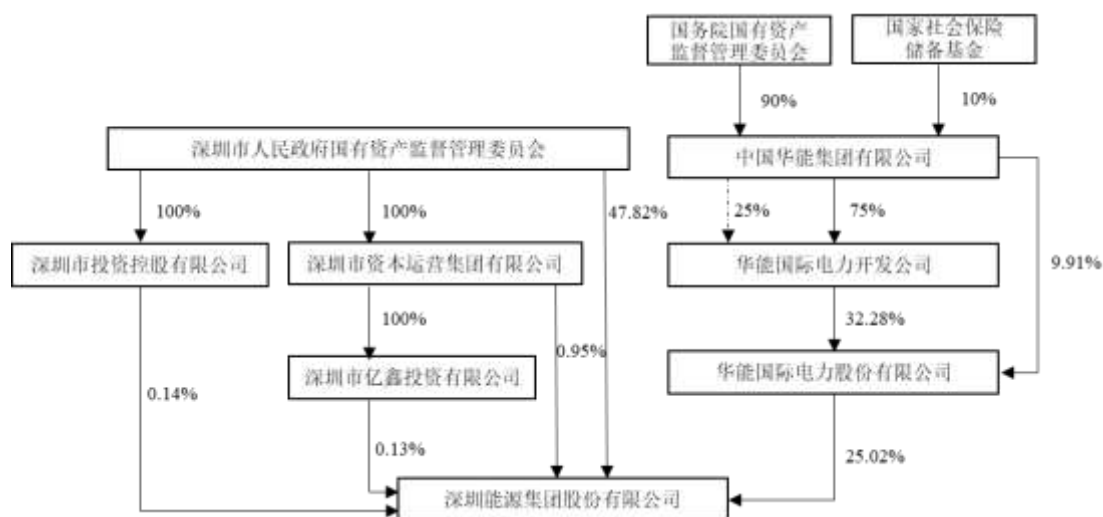 国务院国有资产
监督管理委员会
国家社会保险
储备基金
90%
10%
深圳市人民政府国有资产监督管理委员会
中国华能集团有限公司
100%
100%
47.82%
25%
75%
深圳市投资控股有限公司
深圳市资本运营集团有限公司
华能国际电力开发公司
9.91%
100%
32.28%
0.95%
深圳市亿鑫投资有限公司
华能国际电力股份有限公司
0.14%
0.13%
25.02%
深圳能源集团股份有限公司